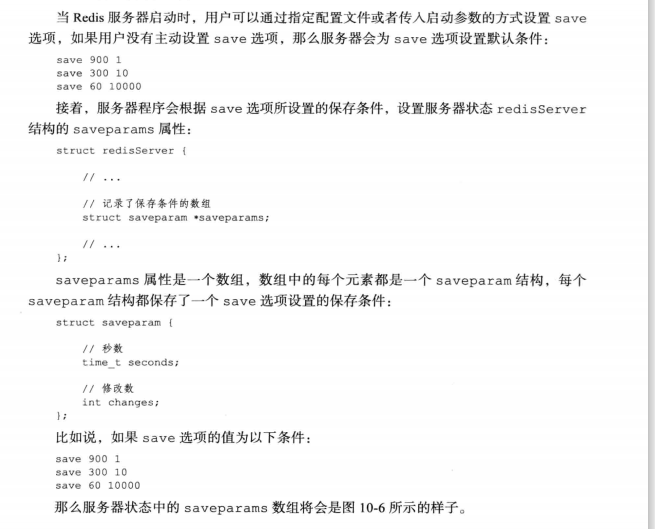 当 Redis 服务器启动时，用户可以通过指定配置文件或者传入启动参数的方式设置 save
选项，如果用户没有主动设置 save 选项，那么服务器会为 save 选项设置默认条件：
save 900 1
save 300 10
save 60 10000
接着，服务器程序会根据 save 选项所设置的保存条件，设置服务器状态 redisServer
结构的 saveparams 属性：
struct redisServer {
// ...
// 记录了保存条件的数组
struct saveparam *saveparams;
// ...
};
saveparams 属性是一个数组，数组中的每个元素都是一个 saveparam 结构，每个
saveparam 结构都保存了一个 save 选项设置的保存条件：
struct saveparam {
// 秒数
time_t seconds;
// 修改数
int changes;
};
比如说，如果 save 选项的值为以下条件：
save 900 1
save 300 10
save 60 10000
那么服务器状态中的 saveparams 数组将会是图 10-6 所示的样子。